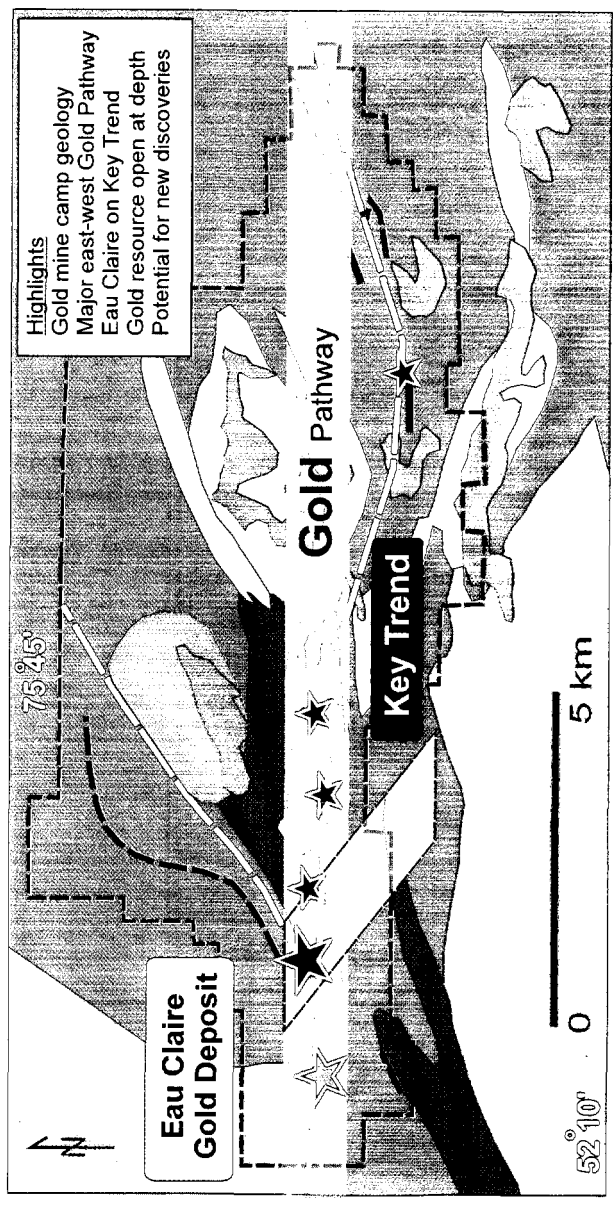 Highlights
Gold mine camp geology
Major east-west Gold Pathway
Eau Claire on Key Trend
Gold resource open at depth
Potential for new discoveries
75°45'
Eau Claire
Gold Deposit
Gold Pathway
Key Trend
N
0
5 km
52°10"